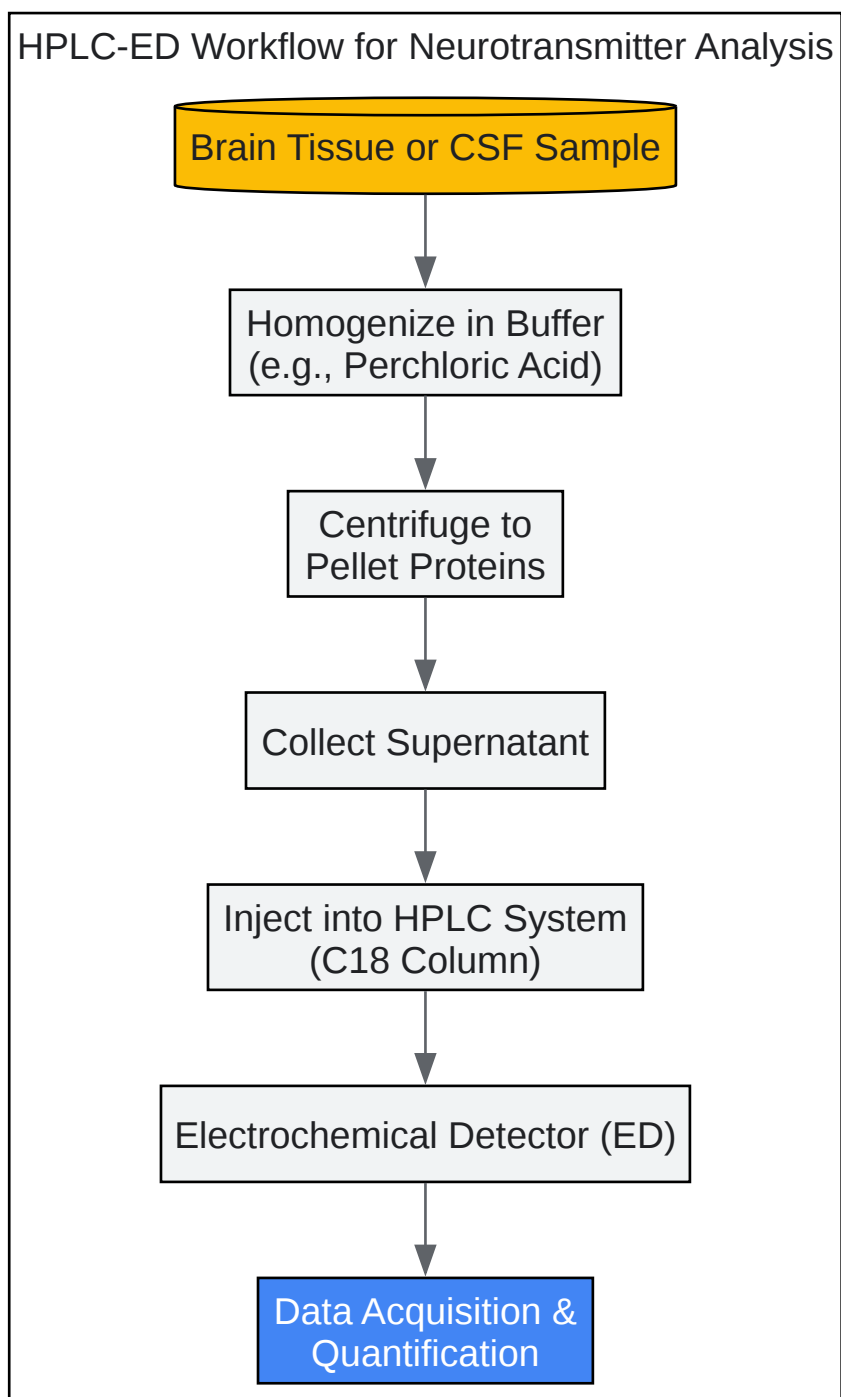 HPLC-ED Workflow for Neurotransmitter Analysis
Brain Tissue or CSF Sample
Homogenize in Buffer
(e.g., Perchloric Acid)
Centrifuge to
Pellet Proteins
Collect Supernatant
Inject into HPLC System
(C18 Column)
Electrochemical Detector (ED)
Data Acquisition &
Quantification